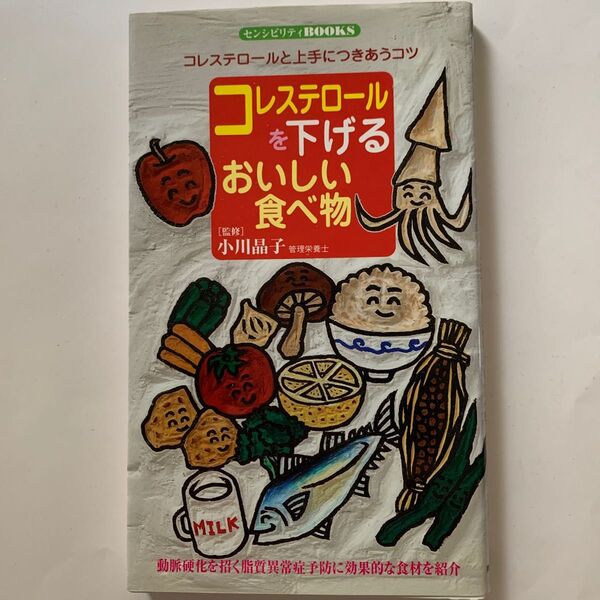 センシビリティBOOKS
コレステロールと上手につきあうコツ
コレステロール
を下げる
おいしい
食べ物
[監修]
小川晶子 管理栄養士
MILK
動脈硬化を招く脂質異常症予防に効果的な食材を紹介